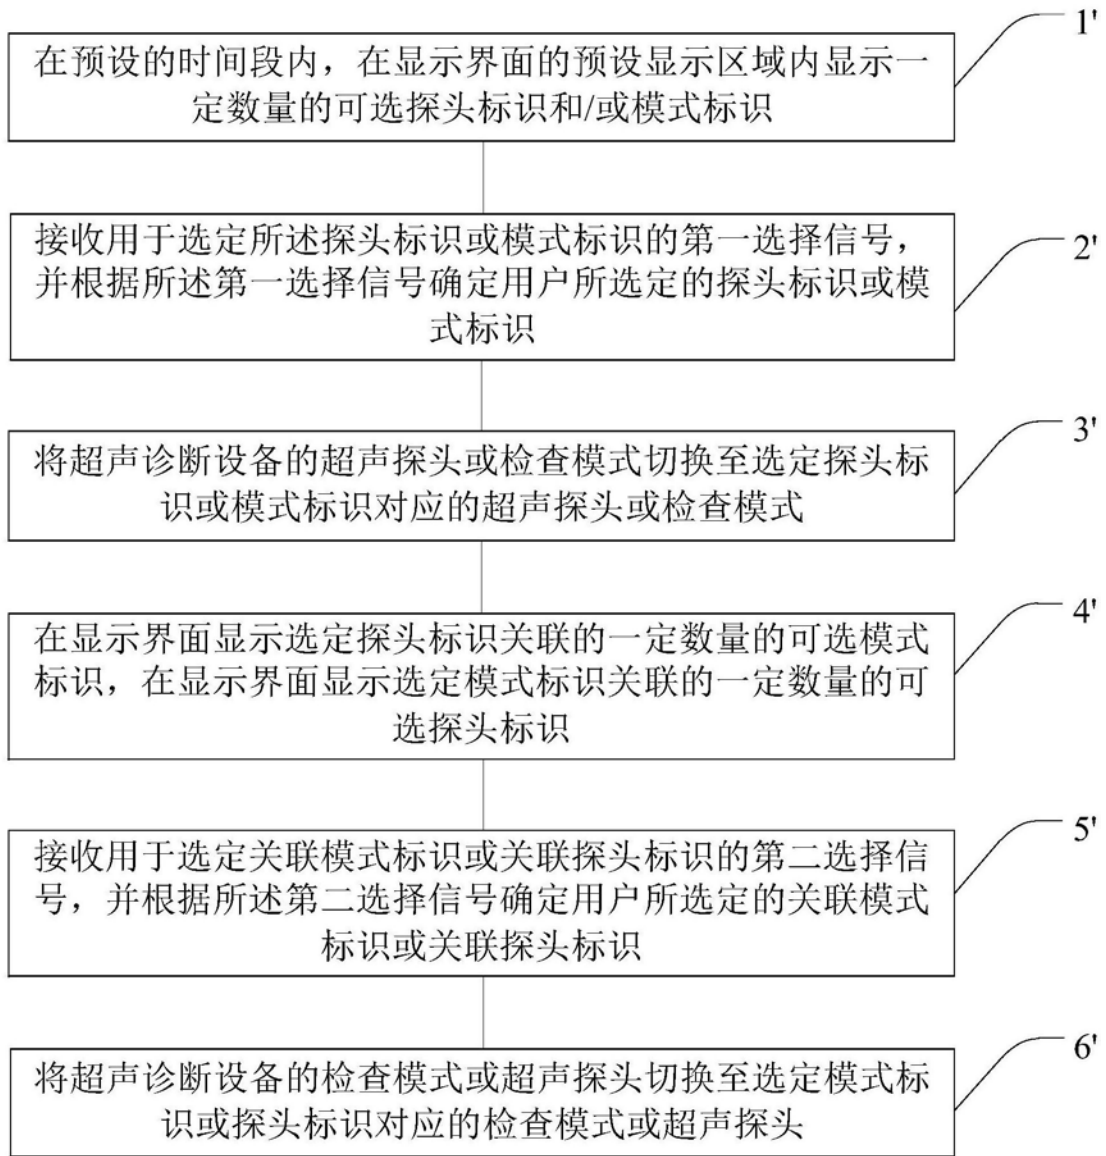 1'
在预设的时间段内，在显示界面的预设显示区域内显示一
定数量的可选探头标识和/或模式标识
2'
接收用于选定所述探头标识或模式标识的第一选择信号，
并根据所述第一选择信号确定用户所选定的探头标识或模
式标识
3'
将超声诊断设备的超声探头或检查模式切换至选定探头标
识或模式标识对应的超声探头或检查模式
4'
在显示界面显示选定探头标识关联的一定数量的可选模式
标识，在显示界面显示选定模式标识关联的一定数量的可
选探头标识
5'
接收用于选定关联模式标识或关联探头标识的第二选择信
号，并根据所述第二选择信号确定用户所选定的关联模式
标识或关联探头标识
6'
将超声诊断设备的检查模式或超声探头切换至选定模式标
识或探头标识对应的检查模式或超声探头